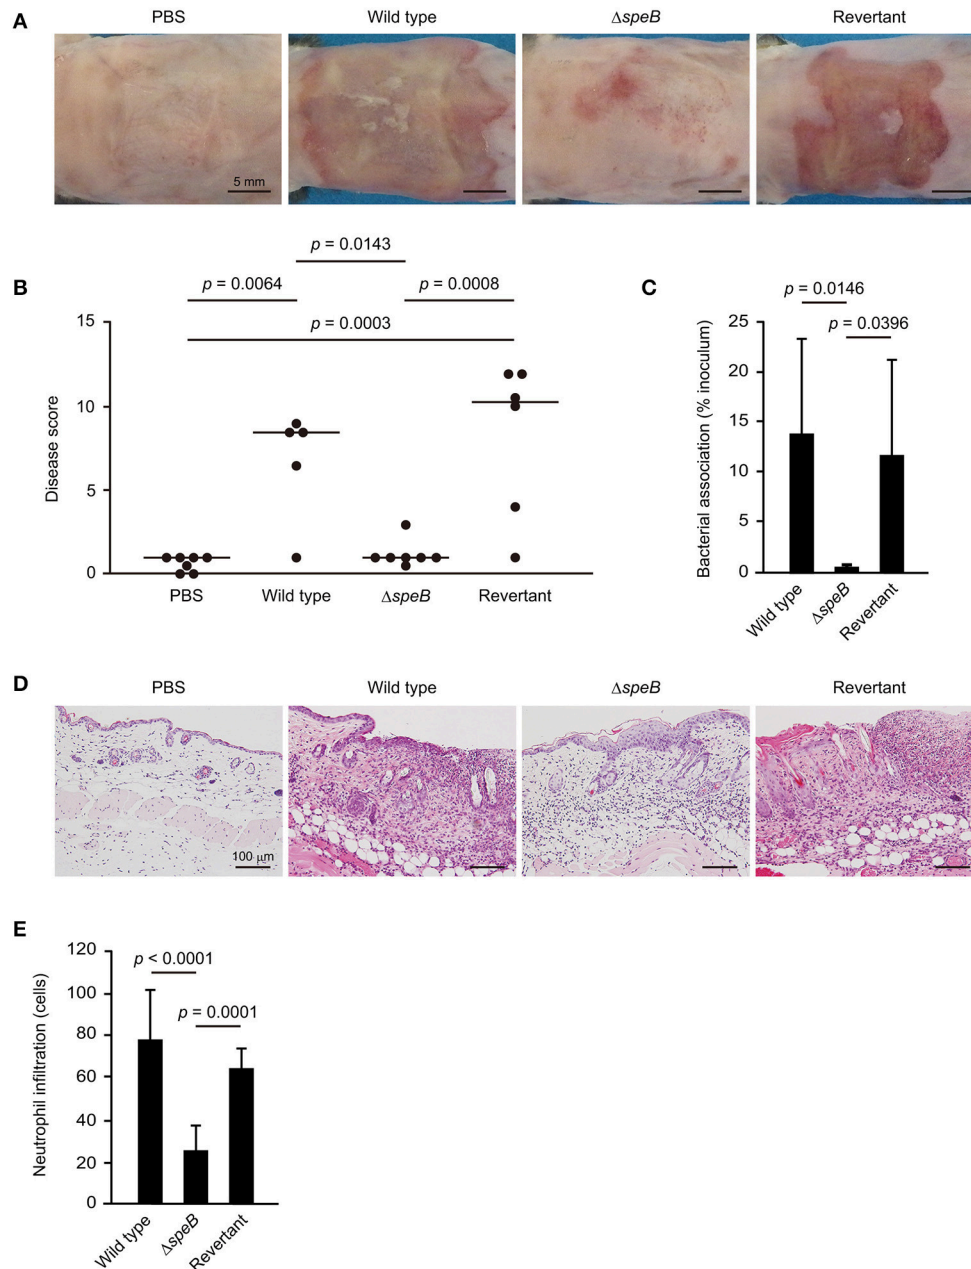 A
PBS
Wild type
ΔspeB
Revertant
5 mm
B
p = 0.0143
p = 0.0064
p = 0.0008
p = 0.0003
Disease score
15
10
5
0
PBS
Wild type
ΔspeB
Revertant
C
p = 0.0146
p = 0.0396
Bacterial association (% inoculum)
25
20
15
10
5
0
Wild type
ΔspeB
Revertant
D
PBS
Wild type
ΔspeB
Revertant
100 μm
E
p < 0.0001
p = 0.0001
Neutrophil infiltration (cells)
120
100
80
60
40
20
0
Wild type
ΔspeB
Revertant